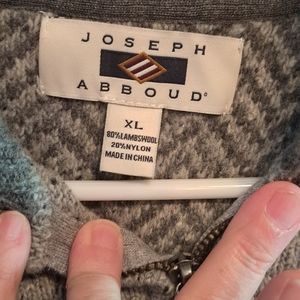 JOSEPH
ABBOUD
XL
80%LAMBSWOOL
20%NYLON
MADE IN CHINA